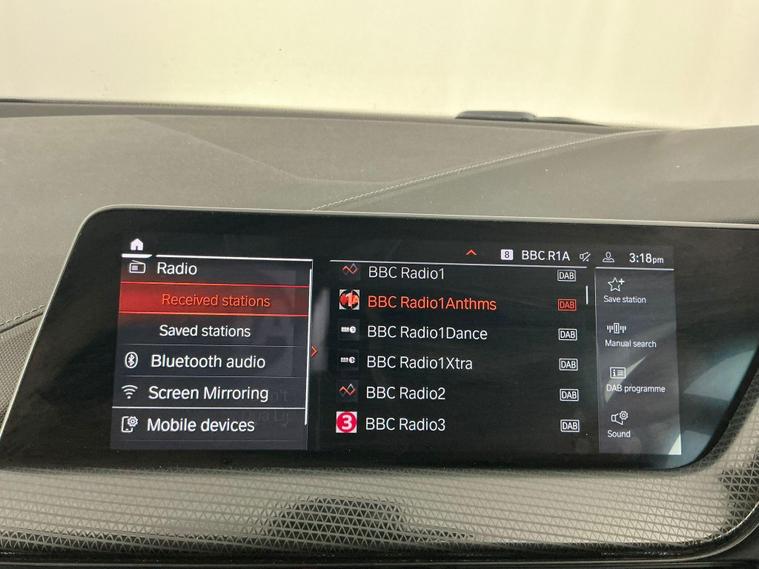 8 BBC R1A 3:18pm
Radio
Received stations
Saved stations
Bluetooth audio
Screen Mirroring
Mobile devices
BBC Radio1 DAB
1 BBC Radio1Anthms DAB
BBC Radio1Dance DAB
BBC Radio1Xtra DAB
BBC Radio2 DAB
3 BBC Radio3 DAB
Save station
Manual search
DAB programme
Sound